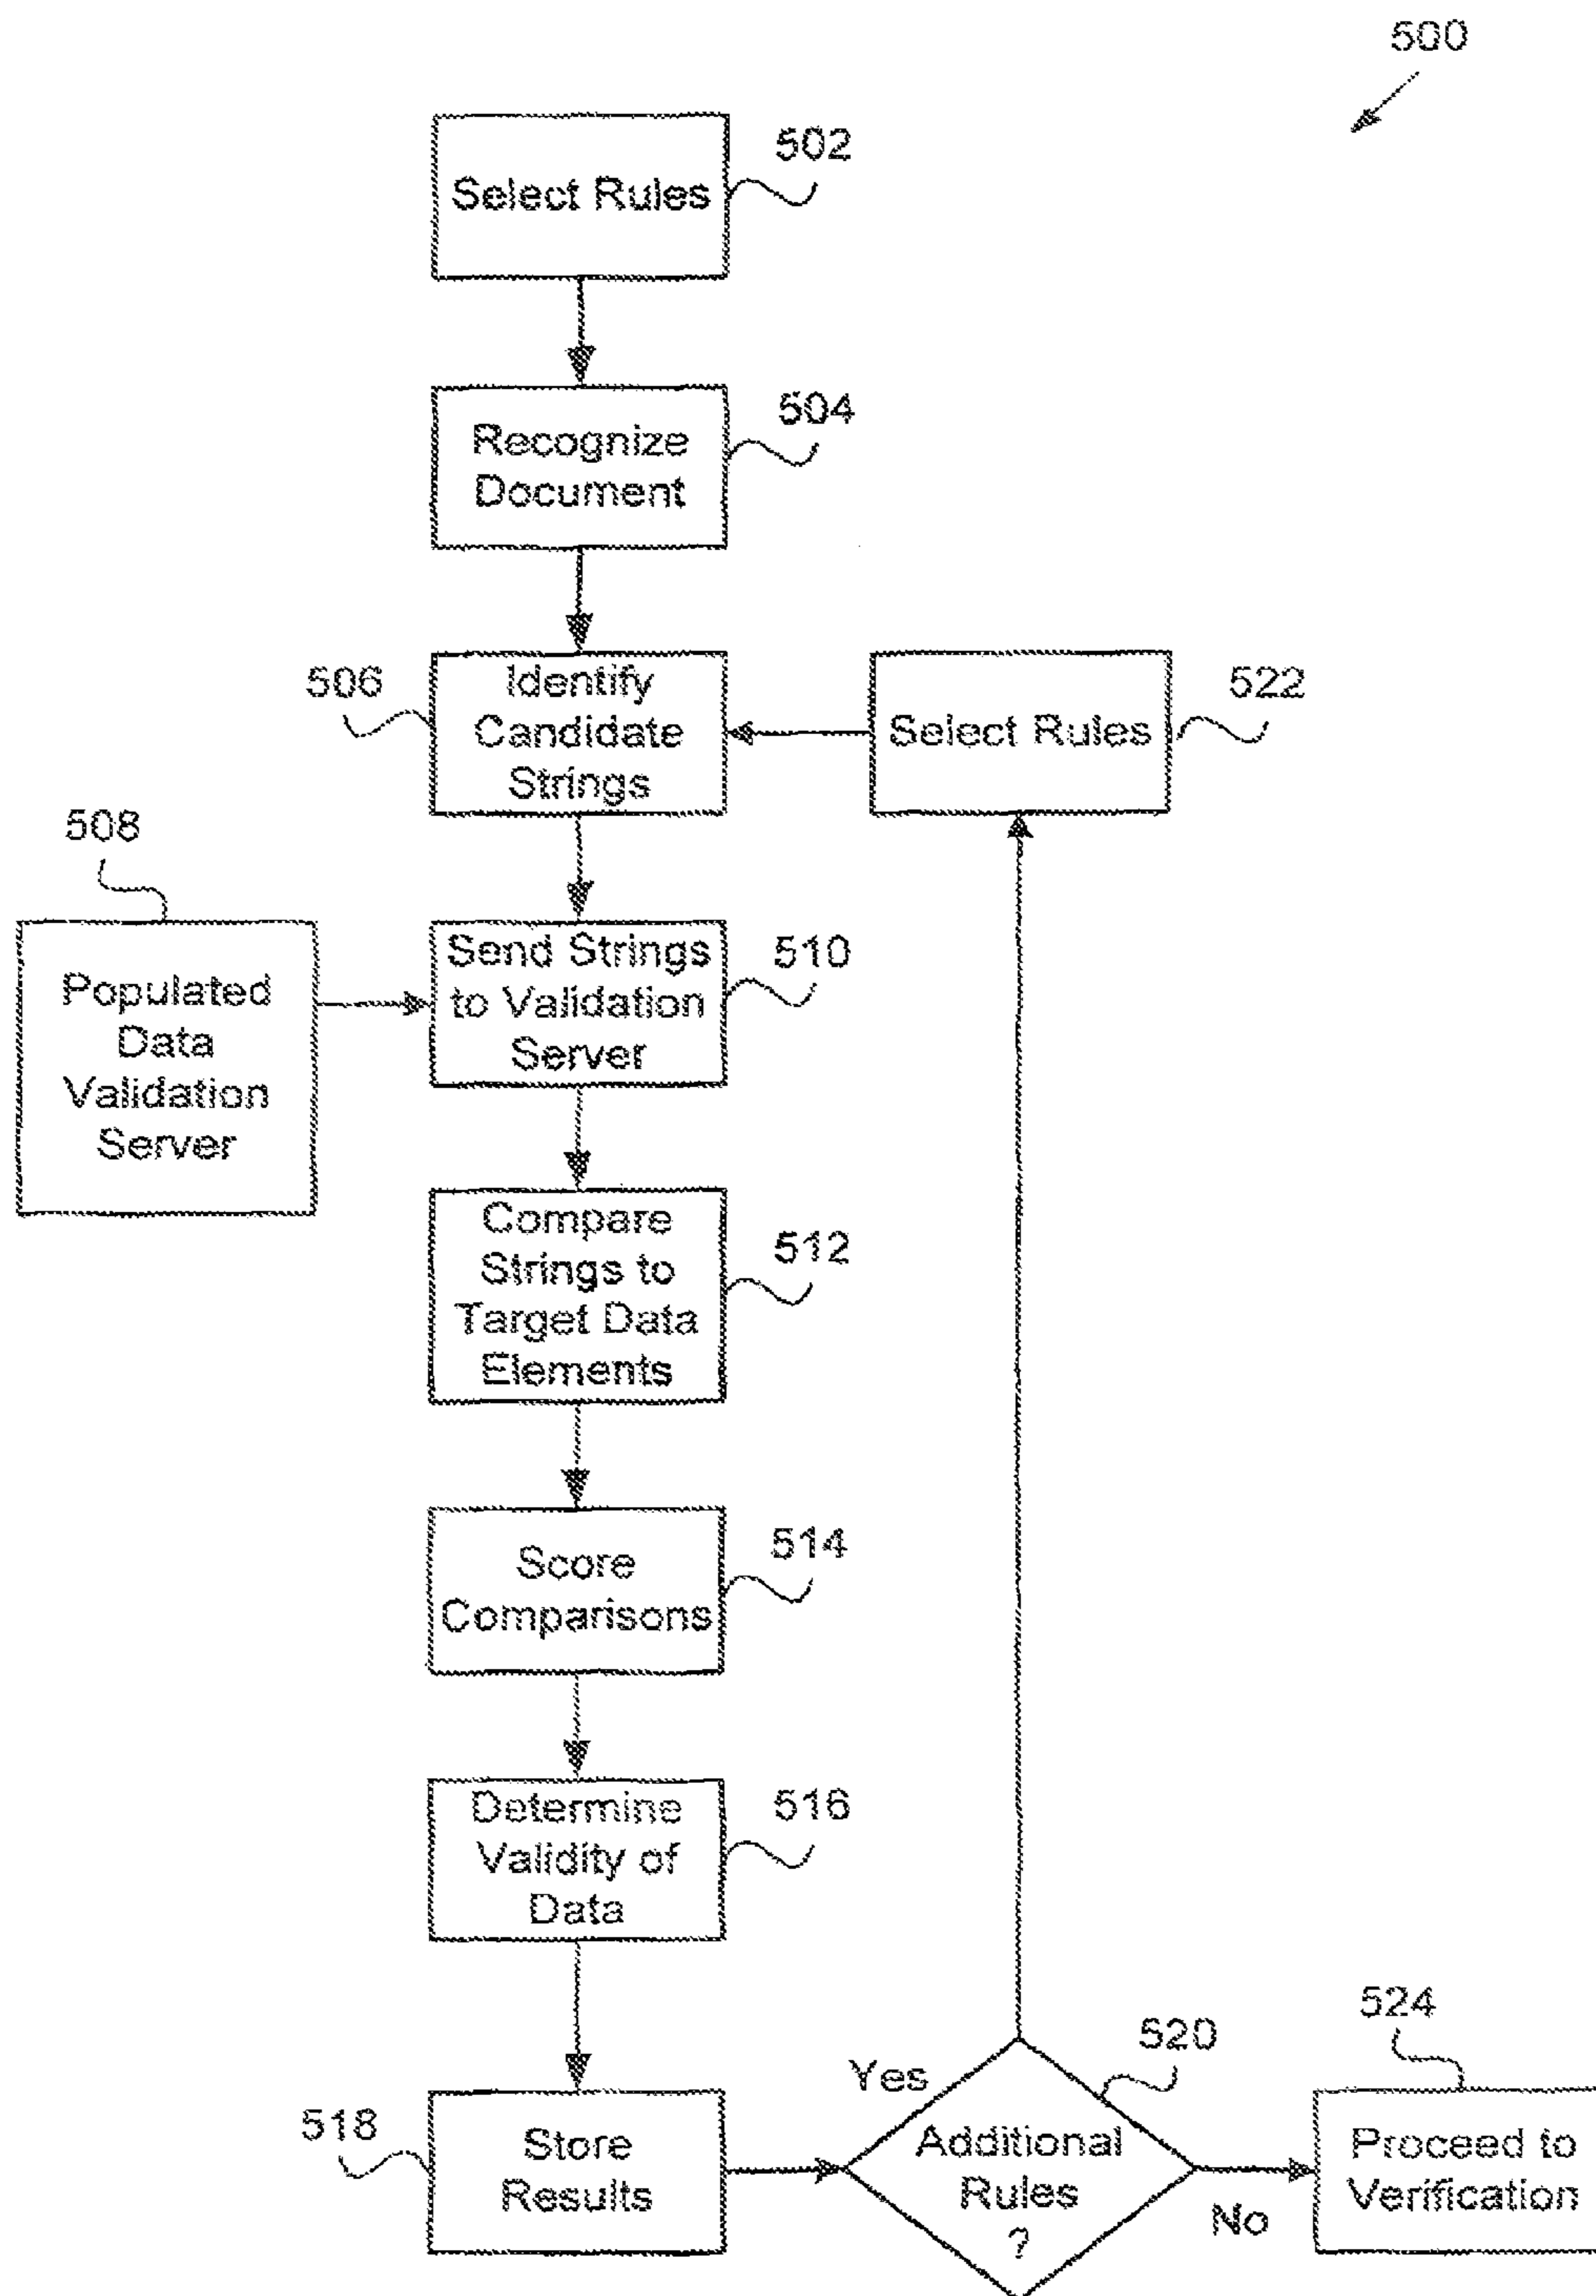 500
Select Rules
502
Recognize
Document
504
506
Identify
Candidate
Strings
Select Rules
522
508
Populated
Data
Validation
Server
Send Strings
to Validation
Server
510
Compare
Strings to
Target Data
Elements
512
Score
Comparisons
514
Determine
Validity of
Data
516
518
Store
Results
Yes
520
Additional
Rules
?
No
524
Proceed to
Verification